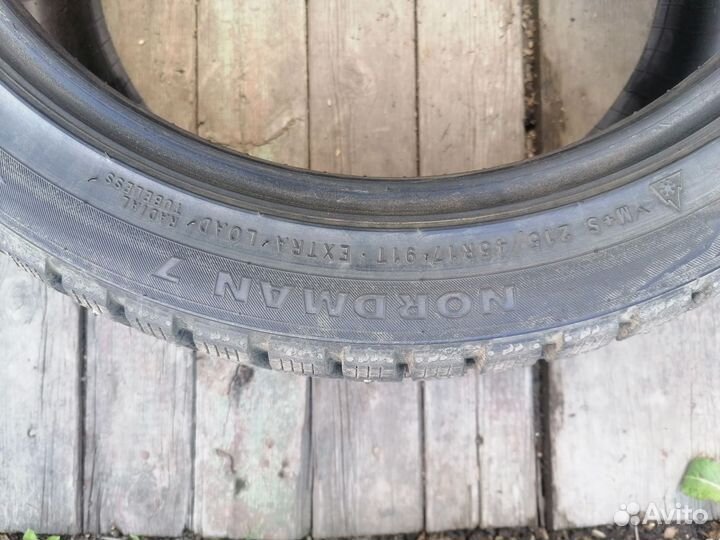 M+S 215/45R17 91T · EXTRA LOAD RADIAL
TUBELESS
NORDMAN 7
Avito